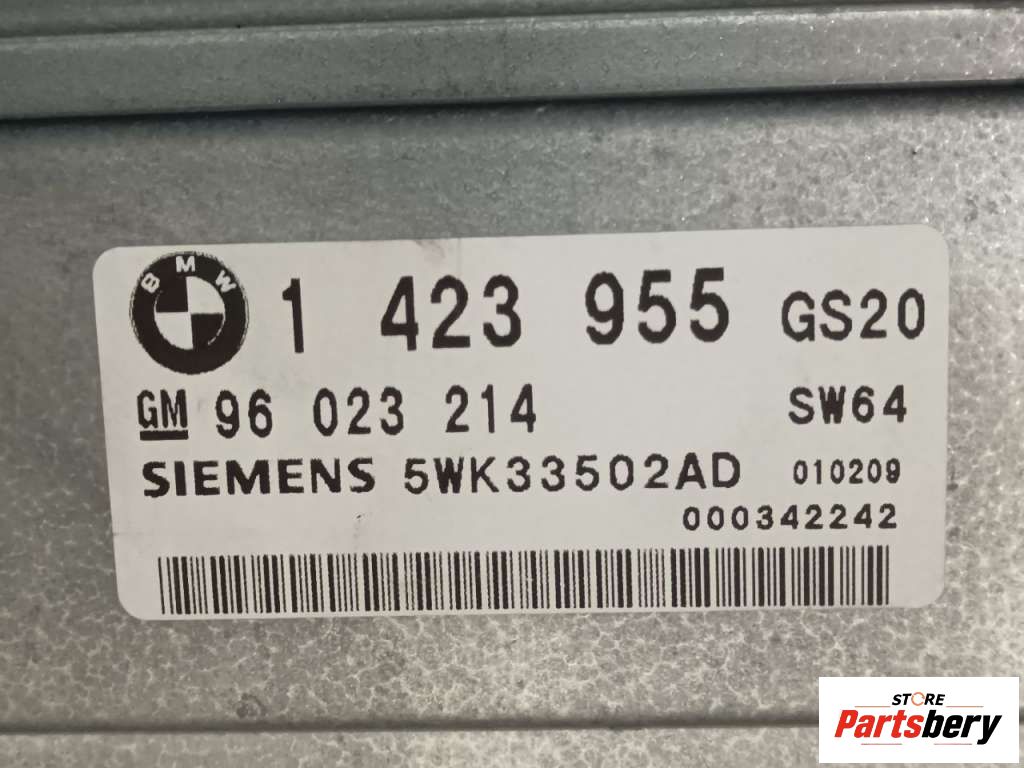 BMW 1 423 955 GS20
GM 96 023 214 SW64
SIEMENS 5WK33502AD 010209
000342242
STORE
Partsbery